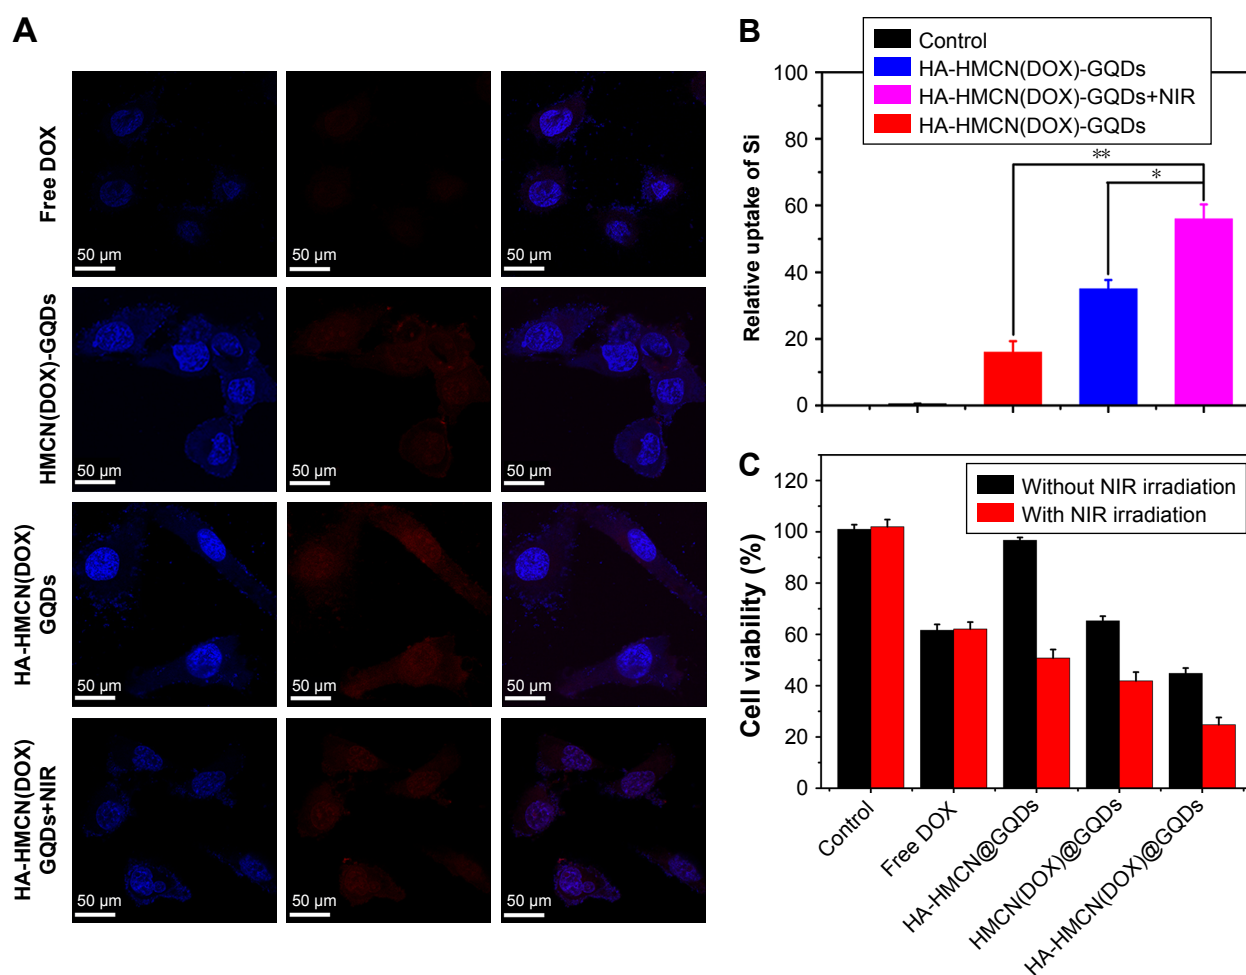 A
Free DOX
50 µm
50 µm
50 µm
HMCN(DOX)-GQDs
50 µm
50 µm
50 µm
HA-HMCN(DOX)
GQDs
50 µm
50 µm
50 µm
HA-HMCN(DOX)
GQDs+NIR
50 µm
50 µm
50 µm
B
Control
HA-HMCN(DOX)-GQDs
HA-HMCN(DOX)-GQDs+NIR
HA-HMCN(DOX)-GQDs
Relative uptake of Si
100
80
60
40
20
0
**
*
C
Without NIR irradiation
With NIR irradiation
Cell viability (%)
120
100
80
60
40
20
0
Control
Free DOX
HA-HMCN@GQDs
HMCN(DOX)@GQDs
HA-HMCN(DOX)@GQDs